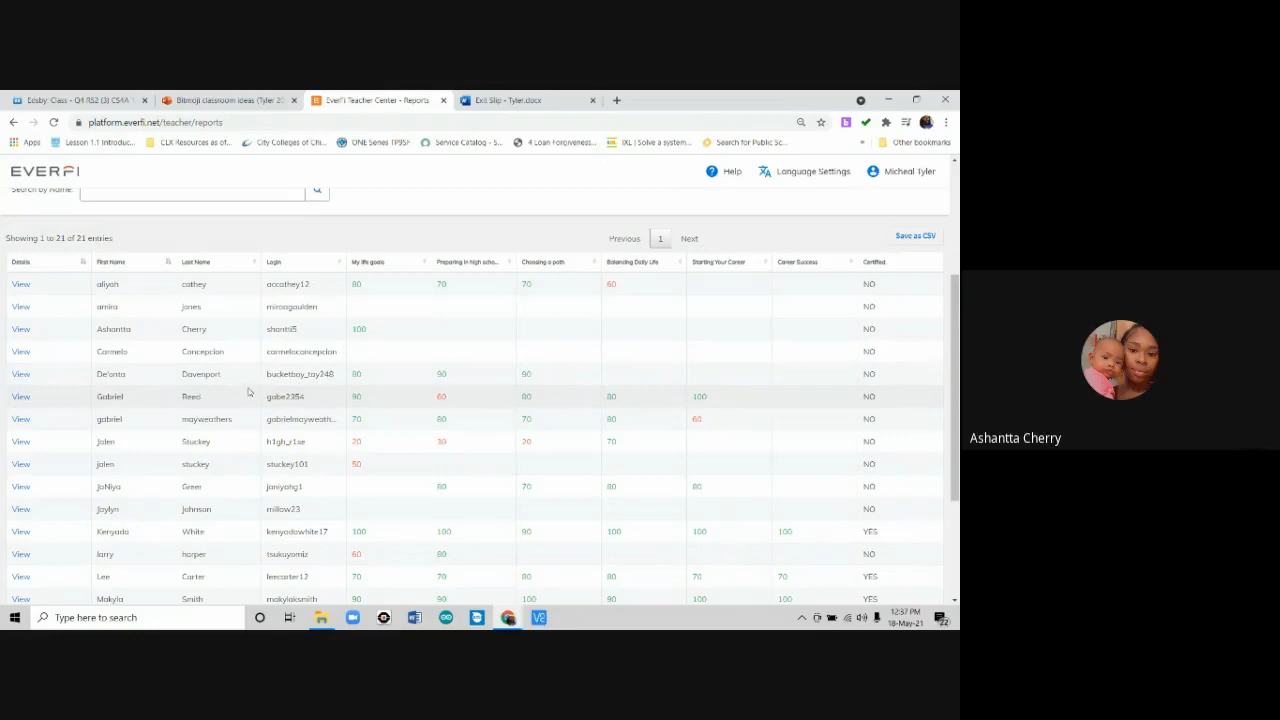 Edsby: Class - Q4 RS2 (3) CS4A
Bitmoji classroom ideas (Tyler 20
EverFi Teacher Center - Reports
Exit Slip - Tyler.docx
platform.everfi.net/teacher/reports
Apps Lesson 1.1 Introduc... CLX Resources as of... City Colleges of Chi... ONE Series TP9SF Service Catalog - S... 4 Loan Forgiveness... IXL | Solve a system... Search for Public Sc... » Other bookmarks
EVERFI Help Language Settings Micheal Tyler
Search by Name:
Showing 1 to 21 of 21 entries Previous 1 Next Save as CSV
Details First Name Last Name Login My life goals Preparing in high scho... Choosing a path Balancing Daily Life Starting Your Career Career Success Certified
View aliyah cathey accathey12 80 70 70 60 NO
View amira jones miraagaulden NO
View Ashantta Cherry shantti5 100 NO
View Carmelo Concepcion carmeloconcepcion NO
View De'onta Davenport bucketboy_tay248 80 90 90 NO
View Gabriel Reed gabe2354 90 60 80 80 100 NO
View gabriel mayweathers gabrielmayweath... 70 80 70 80 60 NO
View Jalen Stuckey h1gh_r1se 20 30 20 70 NO
View jalen stuckey stuckey101 50 NO
View JaNiya Greer janiyahg1 80 70 80 80 NO
View Jaylyn Johnson millow23 NO
View Kenyada White kenyadawhite17 100 100 90 100 100 100 YES
View larry harper tsukuyomiz 60 80 NO
View Lee Carter leecarter12 70 70 80 80 70 70 YES
View Makyla Smith makylaksmith 90 90 100 90 100 100 YES
Type here to search
12:37 PM
18-May-21
22
Ashantta Cherry